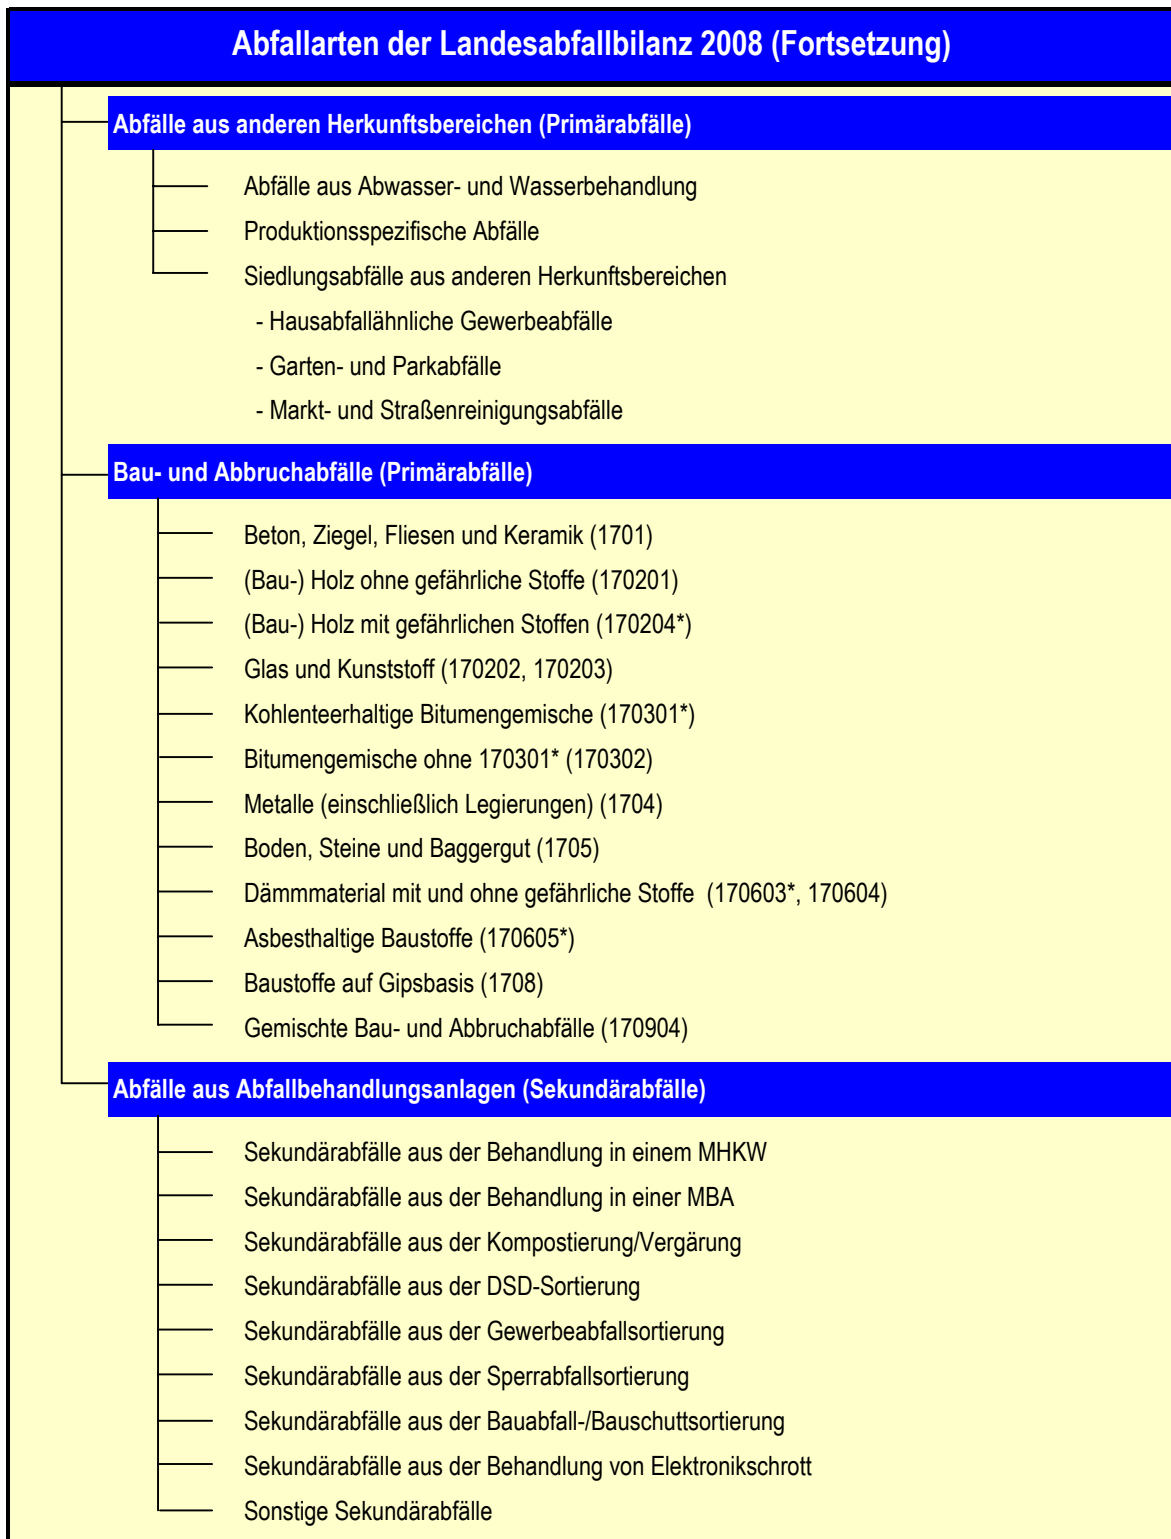 Abfallarten der Landesabfallbilanz 2008 (Fortsetzung)
Abfälle aus anderen Herkunftsbereichen (Primärabfälle)
Abfälle aus Abwasser- und Wasserbehandlung
Produktionsspezifische Abfälle
Siedlungsabfälle aus anderen Herkunftsbereichen
- Hausabfallähnliche Gewerbeabfälle
- Garten- und Parkabfälle
- Markt- und Straßenreinigungsabfälle
Bau- und Abbruchabfälle (Primärabfälle)
Beton, Ziegel, Fliesen und Keramik (1701)
(Bau-) Holz ohne gefährliche Stoffe (170201)
(Bau-) Holz mit gefährlichen Stoffen (170204*)
Glas und Kunststoff (170202, 170203)
Kohlenteerhaltige Bitumengemische (170301*)
Bitumengemische ohne 170301* (170302)
Metalle (einschließlich Legierungen) (1704)
Boden, Steine und Baggergut (1705)
Dämmmaterial mit und ohne gefährliche Stoffe (170603*, 170604)
Asbesthaltige Baustoffe (170605*)
Baustoffe auf Gipsbasis (1708)
Gemischte Bau- und Abbruchabfälle (170904)
Abfälle aus Abfallbehandlungsanlagen (Sekundärabfälle)
Sekundärabfälle aus der Behandlung in einem MHKW
Sekundärabfälle aus der Behandlung in einer MBA
Sekundärabfälle aus der Kompostierung/Vergärung
Sekundärabfälle aus der DSD-Sortierung
Sekundärabfälle aus der Gewerbeabfallsortierung
Sekundärabfälle aus der Sperrabfallsortierung
Sekundärabfälle aus der Bauabfall-/Bauschuttsortierung
Sekundärabfälle aus der Behandlung von Elektronikschrott
Sonstige Sekundärabfälle